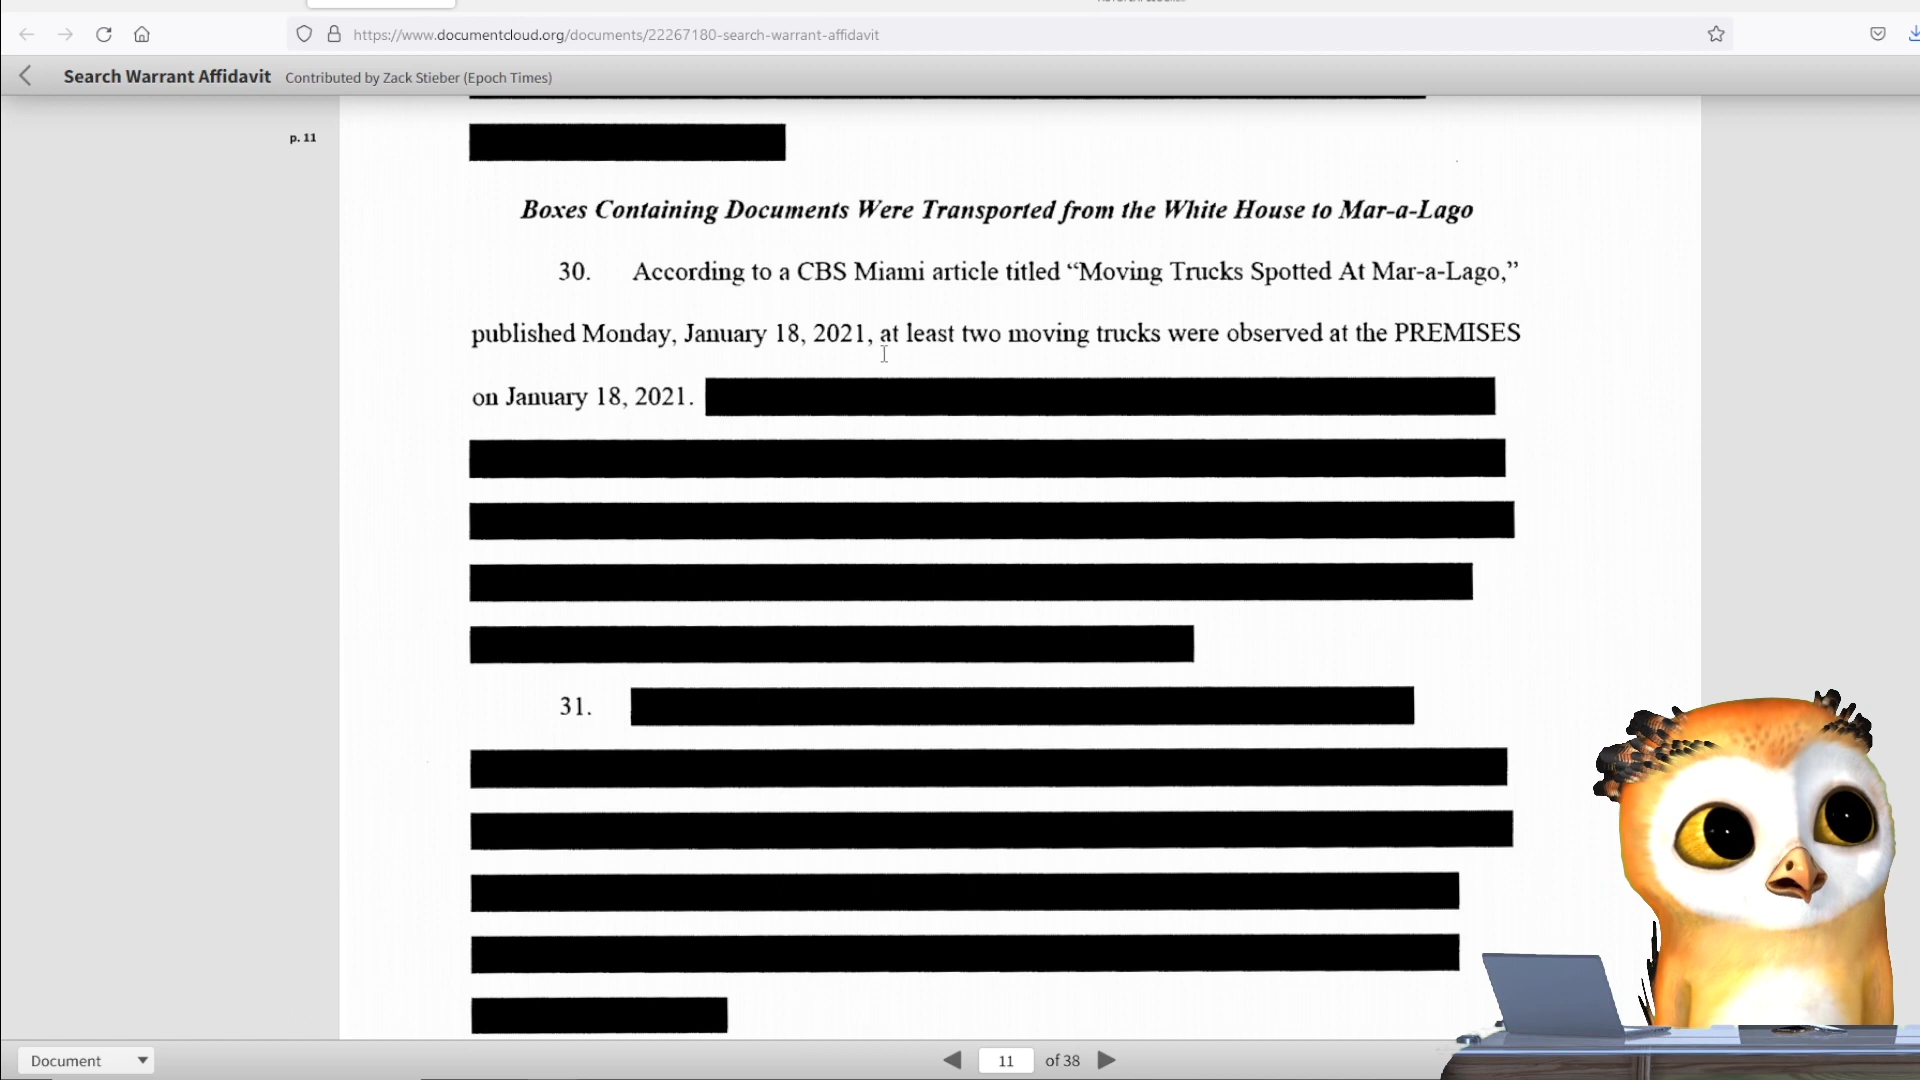 https://www.documentcloud.org/documents/22267180-search-warrant-affidavit
Search Warrant Affidavit Contributed by Zack Stieber (Epoch Times)
p. 11
Boxes Containing Documents Were Transported from the White House to Mar-a-Lago
30. According to a CBS Miami article titled “Moving Trucks Spotted At Mar-a-Lago,”
published Monday, January 18, 2021, at least two moving trucks were observed at the PREMISES
on January 18, 2021.
31.
Document
11 of 38